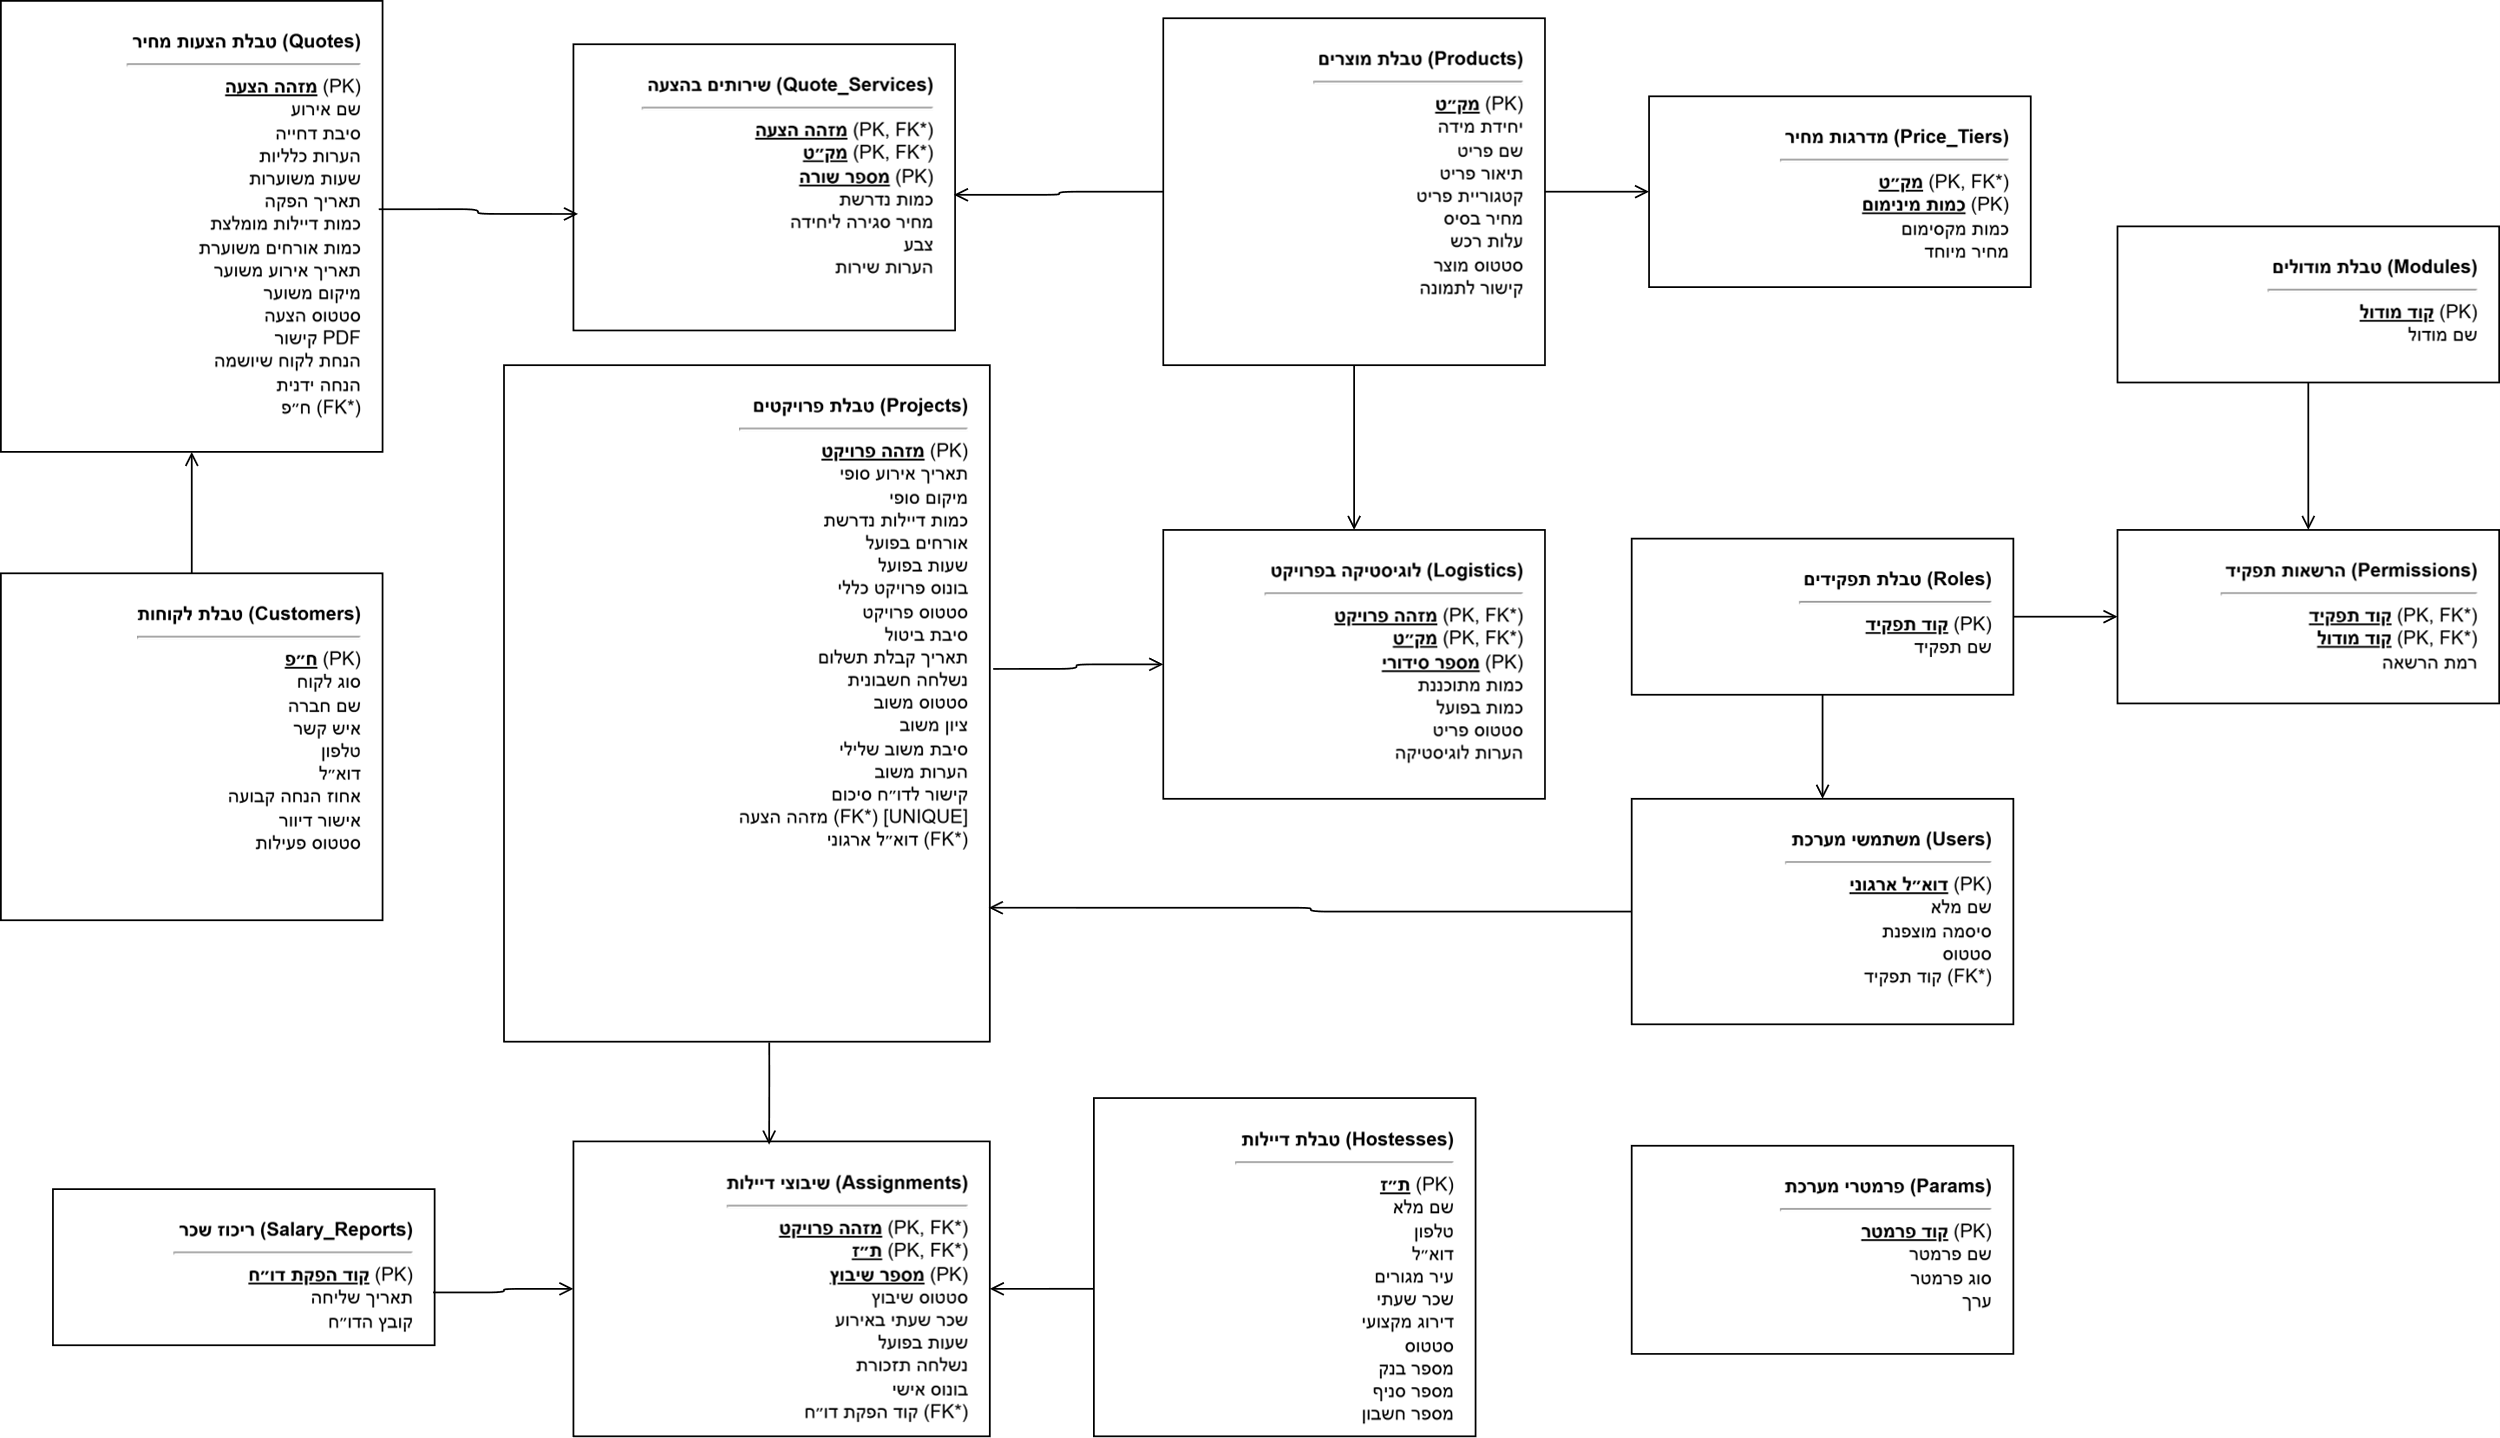 טבלת הצעות מחיר (Quotes)
מזהה הצעה (PK)
שם אירוע
סיבת דחייה
הערות כלליות
שעות משוערות
תאריך הפקה
כמות דיילות מומלצת
כמות אורחים משוערת
תאריך אירוע משוער
מיקום משוער
סטטוס הצעה
קישור PDF
הנחת לקוח שיושמה
הנחה ידנית
ח״פ (FK*)
שירותים בהצעה (Quote_Services)
מזהה הצעה (PK, FK*)
מק״ט (PK, FK*)
מספר שורה (PK)
כמות נדרשת
מחיר סגירה ליחידה
צבע
הערות שירות
טבלת מוצרים (Products)
מק״ט (PK)
יחידת מידה
שם פריט
תיאור פריט
קטגוריית פריט
מחיר בסיס
עלות רכש
סטטוס מוצר
קישור לתמונה
מדרגות מחיר (Price_Tiers)
מק״ט (PK, FK*)
כמות מינימום (PK)
כמות מקסימום
מחיר מיוחד
טבלת מודולים (Modules)
קוד מודול (PK)
שם מודול
טבלת פרויקטים (Projects)
מזהה פרויקט (PK)
תאריך אירוע סופי
מיקום סופי
כמות דיילות נדרשת
אורחים בפועל
שעות בפועל
בונוס פרויקט כללי
סטטוס פרויקט
סיבת ביטול
תאריך קבלת תשלום
נשלחה חשבונית
סטטוס משוב
ציון משוב
סיבת משוב שלילי
הערות משוב
קישור לדו״ח סיכום
מזהה הצעה (FK*) [UNIQUE]
דוא״ל ארגוני (FK*)
לוגיסטיקה בפרויקט (Logistics)
מזהה פרויקט (PK, FK*)
מק״ט (PK, FK*)
מספר סידורי (PK)
כמות מתוכננת
כמות בפועל
סטטוס פריט
הערות לוגיסטיקה
טבלת תפקידים (Roles)
קוד תפקיד (PK)
שם תפקיד
הרשאות תפקיד (Permissions)
קוד תפקיד (PK, FK*)
קוד מודול (PK, FK*)
רמת הרשאה
טבלת לקוחות (Customers)
ח״פ (PK)
סוג לקוח
שם חברה
איש קשר
טלפון
דוא״ל
אחוז הנחה קבועה
אישור דיוור
סטטוס פעילות
משתמשי מערכת (Users)
דוא״ל ארגוני (PK)
שם מלא
סיסמה מוצפנת
סטטוס
קוד תפקיד (FK*)
ריכוז שכר (Salary_Reports)
קוד הפקת דו״ח (PK)
תאריך שליחה
קובץ הדו״ח
שיבוצי דיילות (Assignments)
מזהה פרויקט (PK, FK*)
ת״ז (PK, FK*)
מספר שיבוץ (PK)
סטטוס שיבוץ
שכר שעתי באירוע
שעות בפועל
נשלחה תזכורת
בונוס אישי
קוד הפקת דו״ח (FK*)
טבלת דיילות (Hostesses)
ת״ז (PK)
שם מלא
טלפון
דוא״ל
עיר מגורים
שכר שעתי
דירוג מקצועי
סטטוס
מספר בנק
מספר סניף
מספר חשבון
פרמטרי מערכת (Params)
קוד פרמטר (PK)
שם פרמטר
סוג פרמטר
ערך